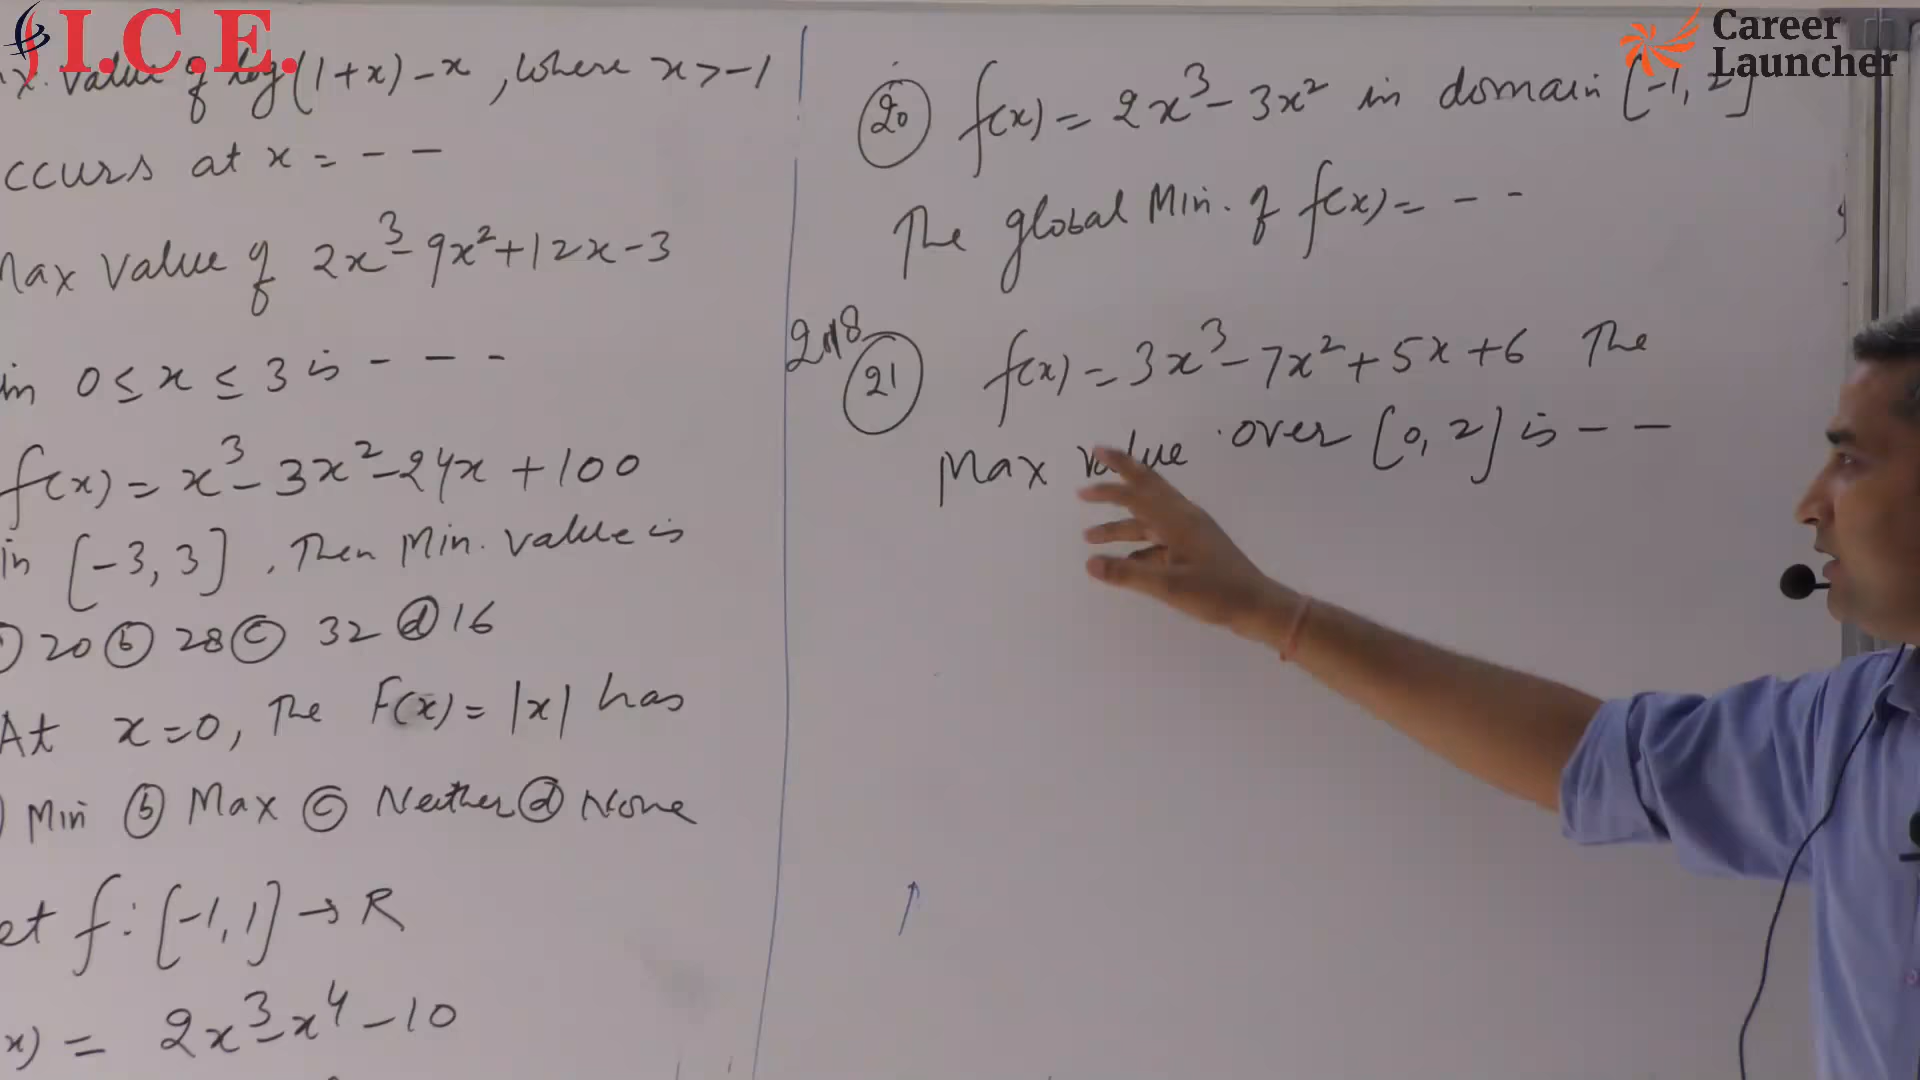 I.C.E.
Career
Launcher
x. value of log(1+x)-x, where x>-1
ccurs at x = - -
Max value of 2x³-9x²+12x-3
in 0≤x≤3 is - - -
f(x) = x³-3x²-24x+100
in [-3,3]. Then Min. value is
20 (b) 28 (c) 32 (d) 16
At x=0, The F(x)=|x| has
Min (b) Max (c) Neither (d) None
et f: [-1,1] → R
x) = 2x³-x⁴-10
(20) f(x) = 2x³-3x² in domain [-1,2]
The global Min. of f(x) = - -
(21) f(x) = 3x³-7x²+5x+6 The
Max value over [0,2] is - -